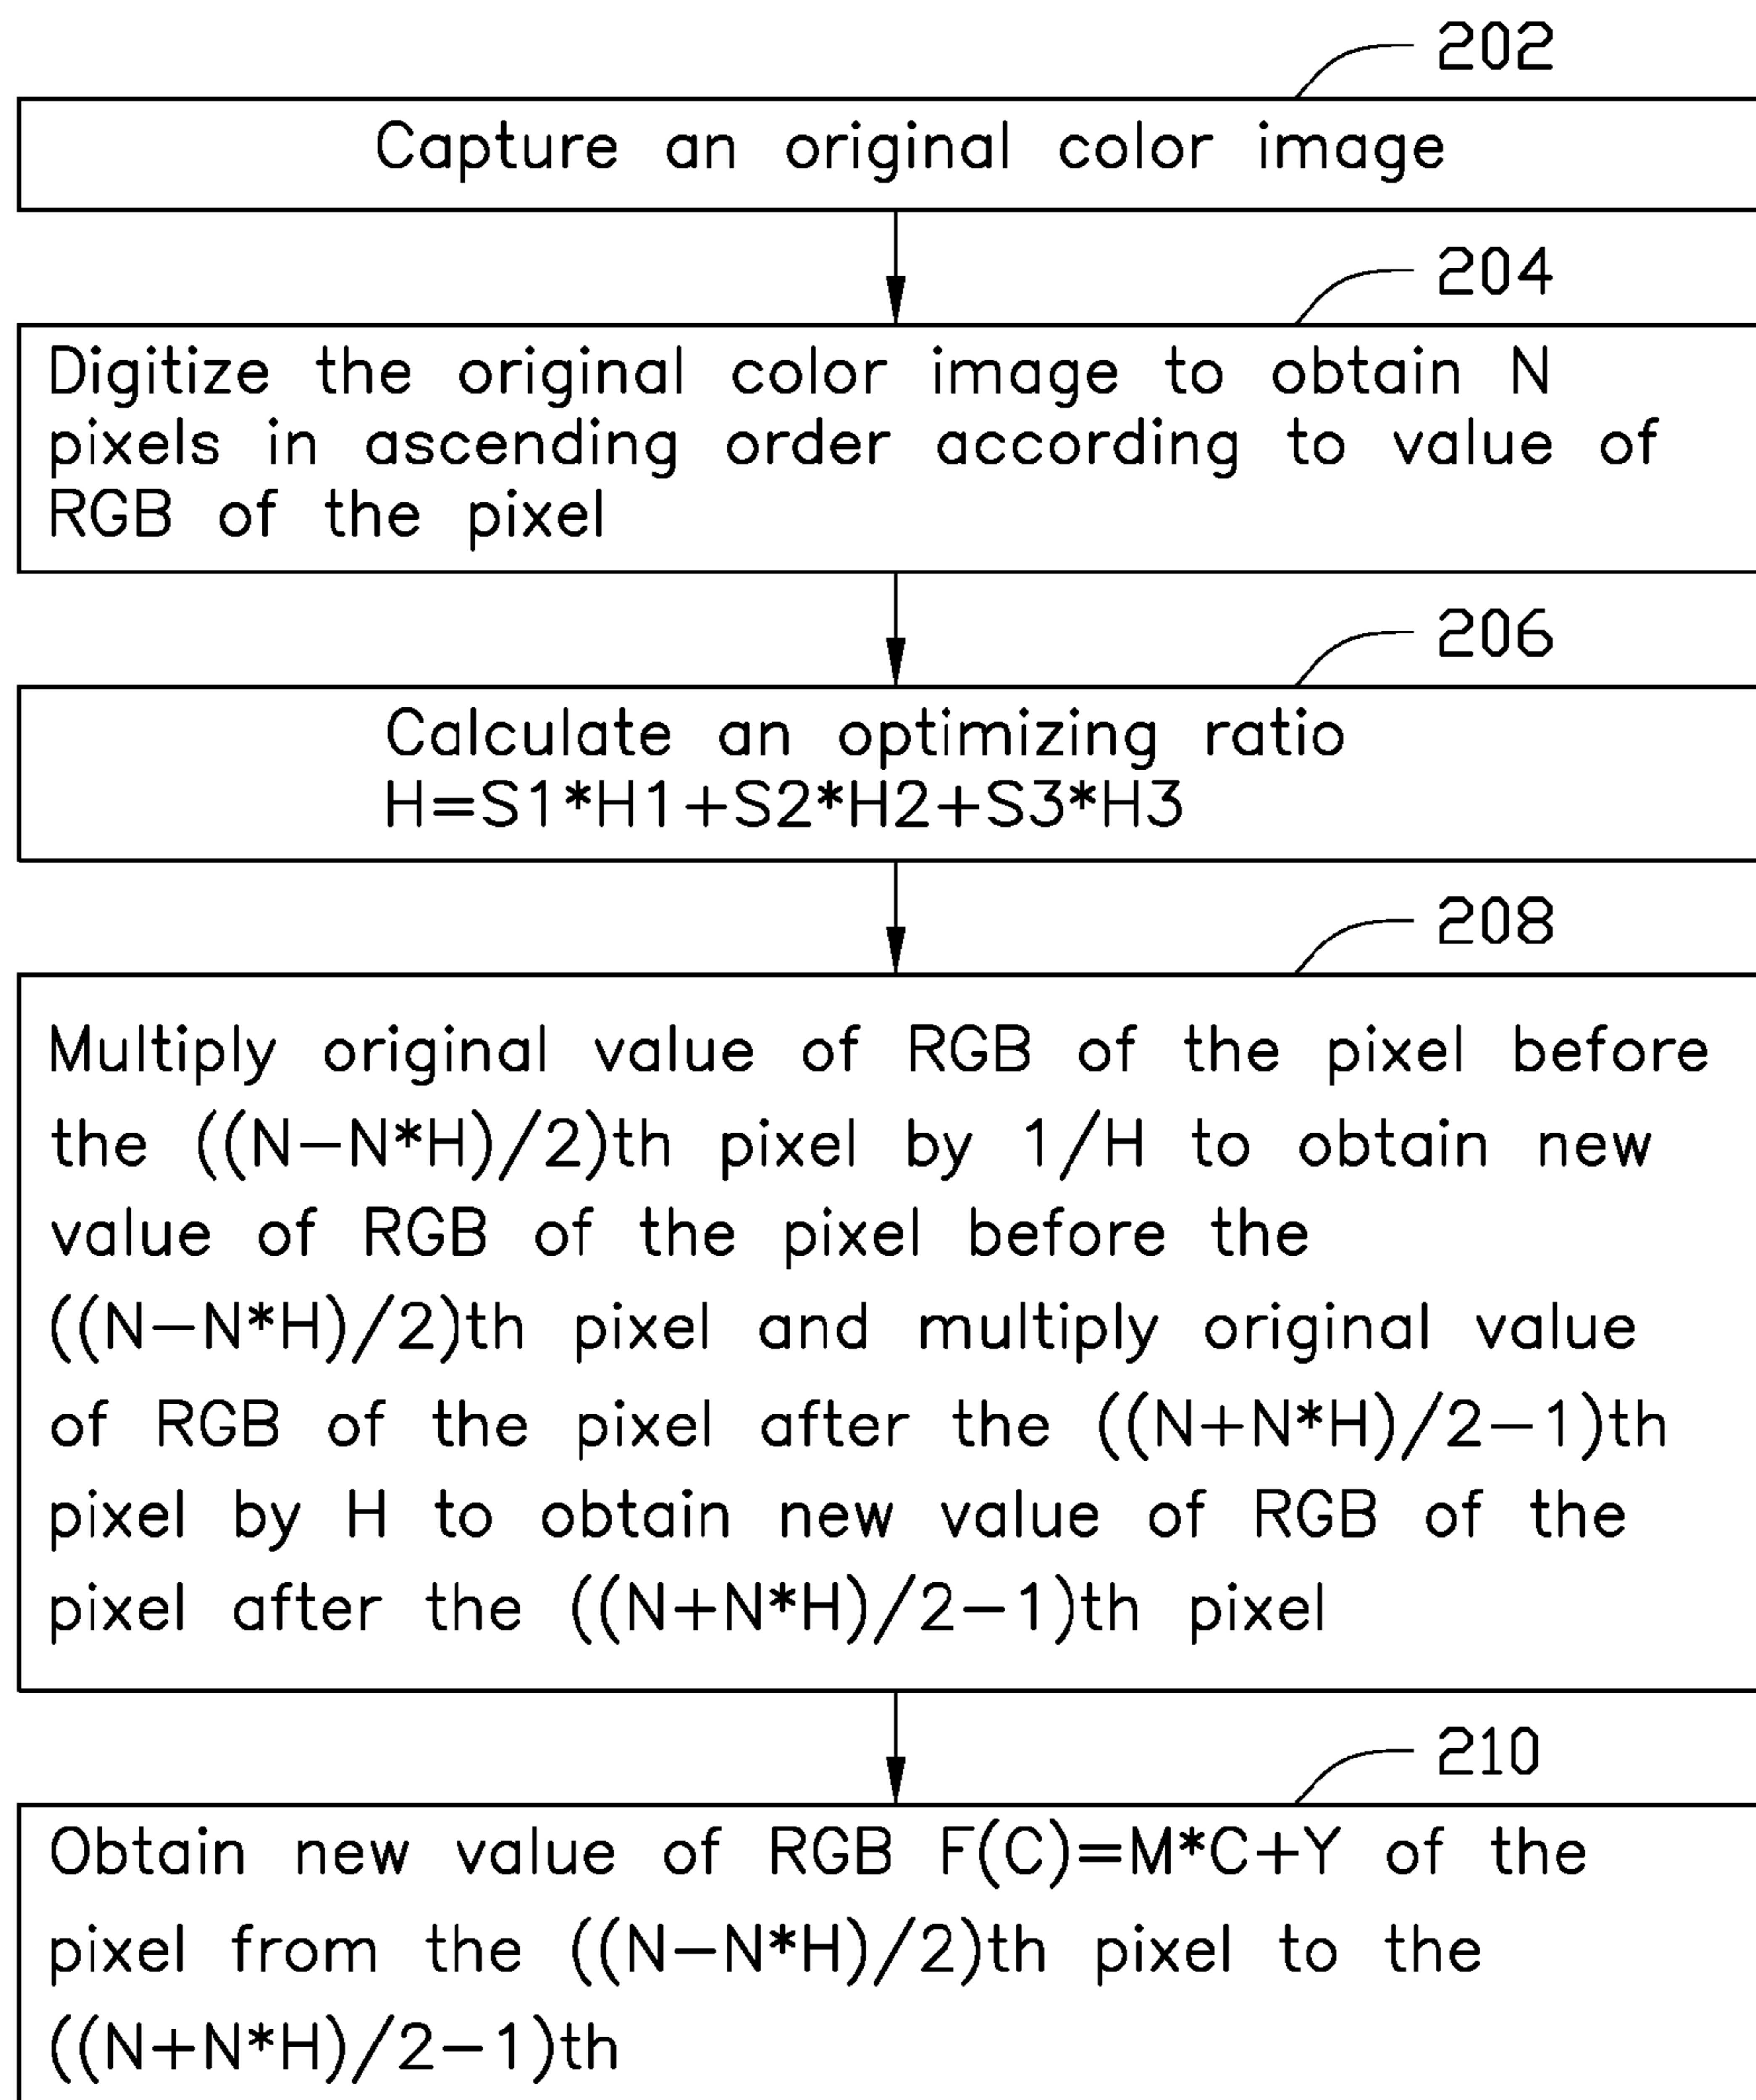 202
Capture an original color image
204
Digitize the original color image to obtain N
pixels in ascending order according to value of
RGB of the pixel
206
Calculate an optimizing ratio
H=S1*H1+S2*H2+S3*H3
208
Multiply original value of RGB of the pixel before
the ((N-N*H)/2)th pixel by 1/H to obtain new
value of RGB of the pixel before the
((N-N*H)/2)th pixel and multiply original value
of RGB of the pixel after the ((N+N*H)/2-1)th
pixel by H to obtain new value of RGB of the
pixel after the ((N+N*H)/2-1)th pixel
210
Obtain new value of RGB F(C)=M*C+Y of the
pixel from the ((N-N*H)/2)th pixel to the
((N+N*H)/2-1)th